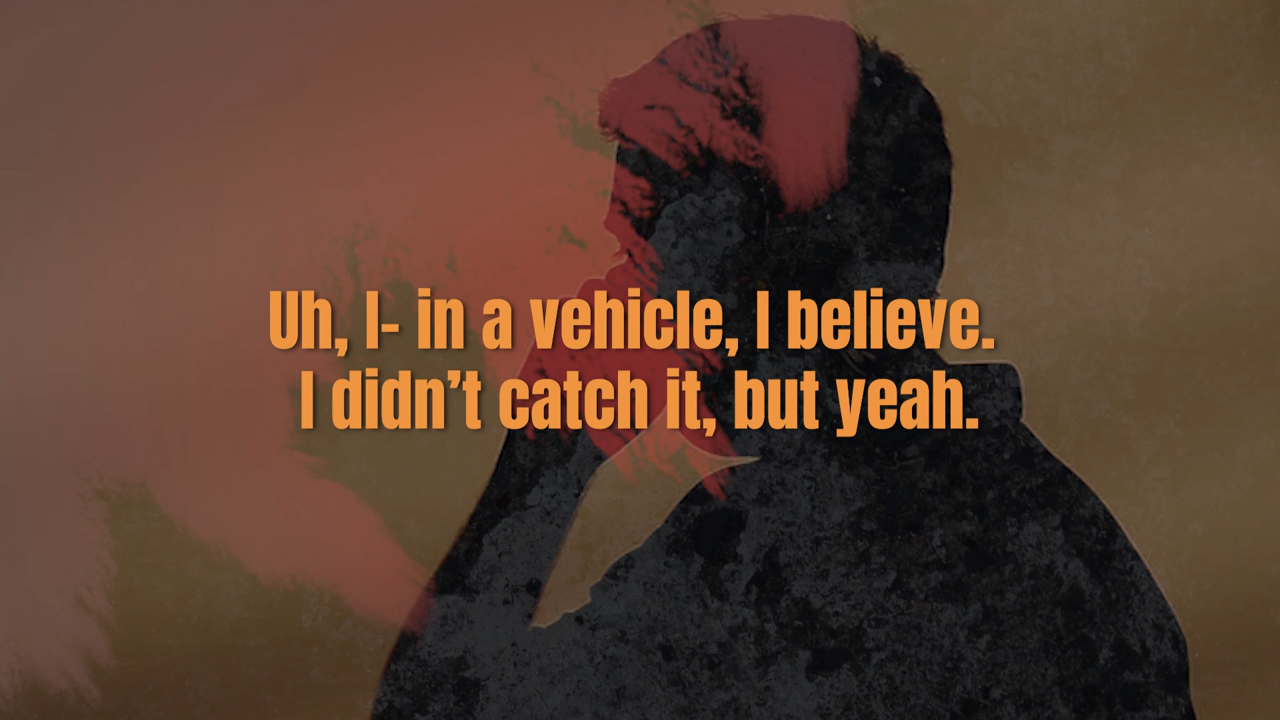 Uh, I- in a vehicle, I believe.
I didn’t catch it, but yeah.